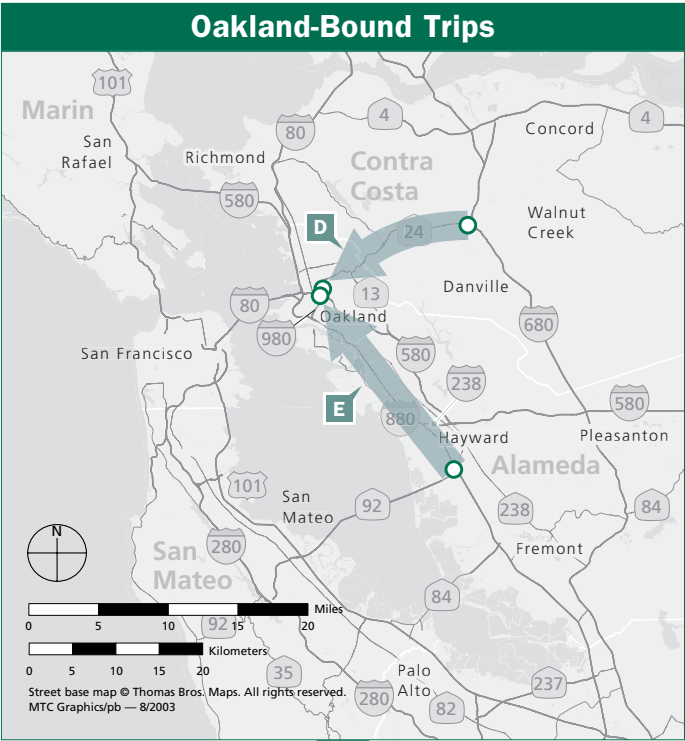 Oakland-Bound Trips
101
Marin
4
4
80
Concord
San
Rafael
Richmond
Contra
Costa
580
Walnut
Creek
D
24
Danville
13
80
Oakland
680
980
San Francisco
580
238
E
580
880
Hayward
Pleasanton
Alameda
101
San
Mateo
92
238
84
N
San
Mateo
280
Fremont
84
Miles
0 5 10 15 20
92
Kilometers
0 5 10 15 20
35
Palo
Alto
237
280
82
Street base map © Thomas Bros. Maps. All rights reserved.
MTC Graphics/pb — 8/2003